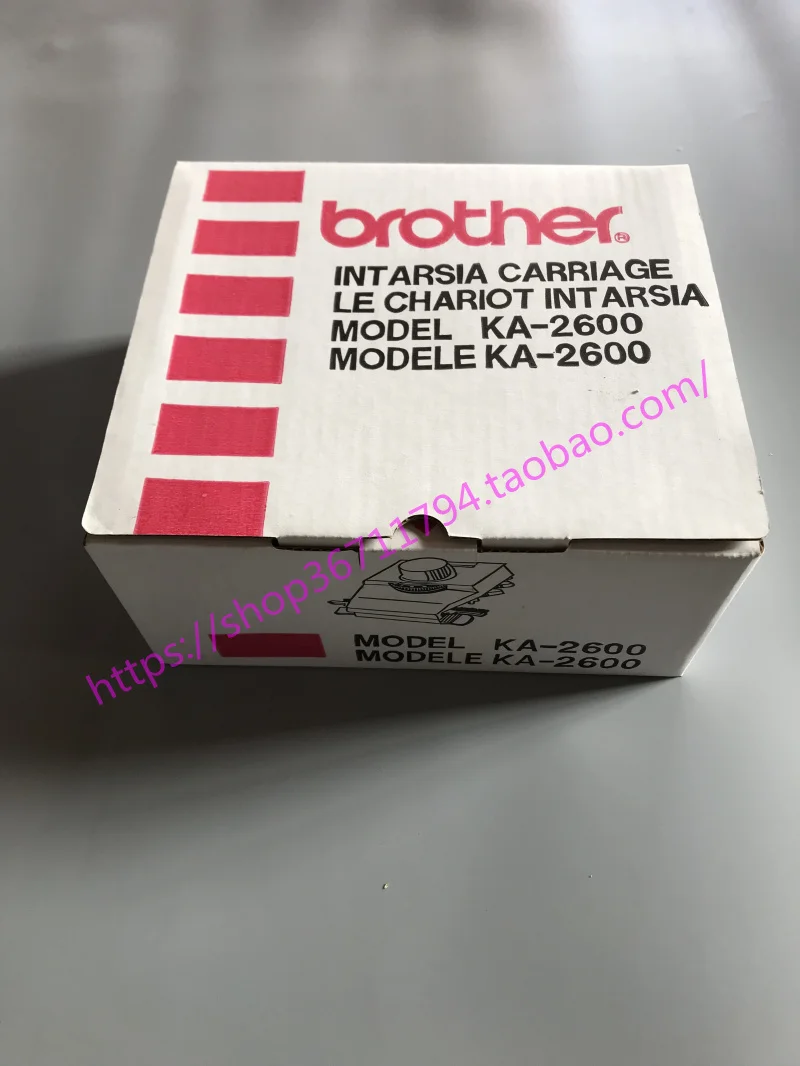 brother®
INTARSIA CARRIAGE
LE CHARIOT INTARSIA
MODEL KA-2600
MODELE KA-2600
https://shop36711794.taobao.com/
MODEL KA-2600
MODELE KA-2600